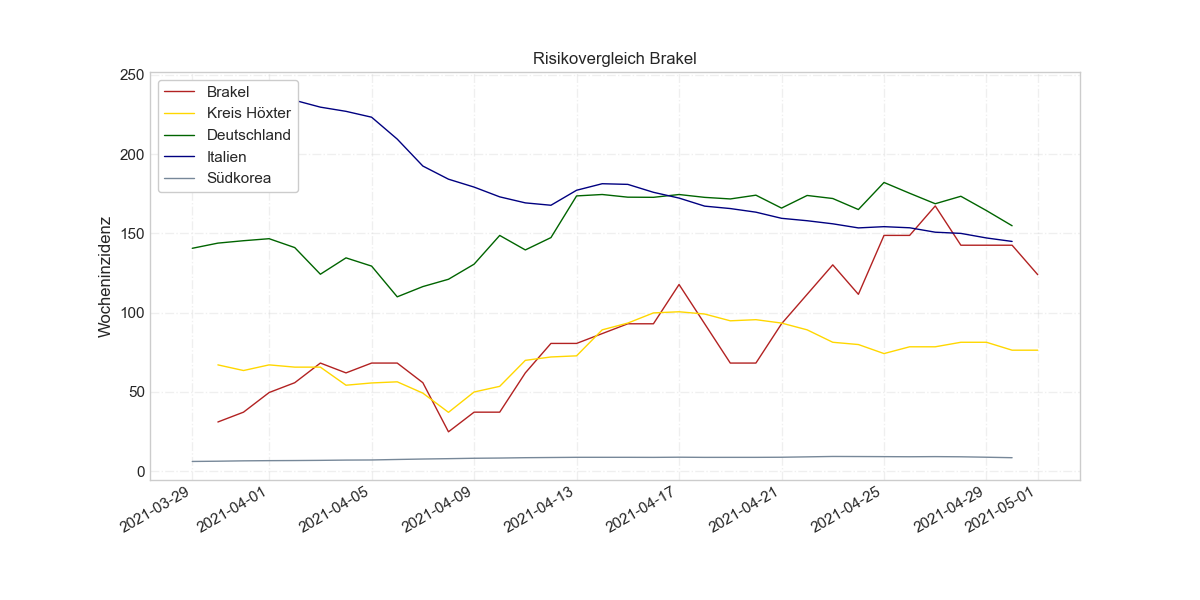 Risikovergleich Brakel
Wocheninzidenz
250
200
150
100
50
0
Brakel
Kreis Höxter
Deutschland
Italien
Südkorea
2021-03-29
2021-04-01
2021-04-05
2021-04-09
2021-04-13
2021-04-17
2021-04-21
2021-04-25
2021-04-29
2021-05-01